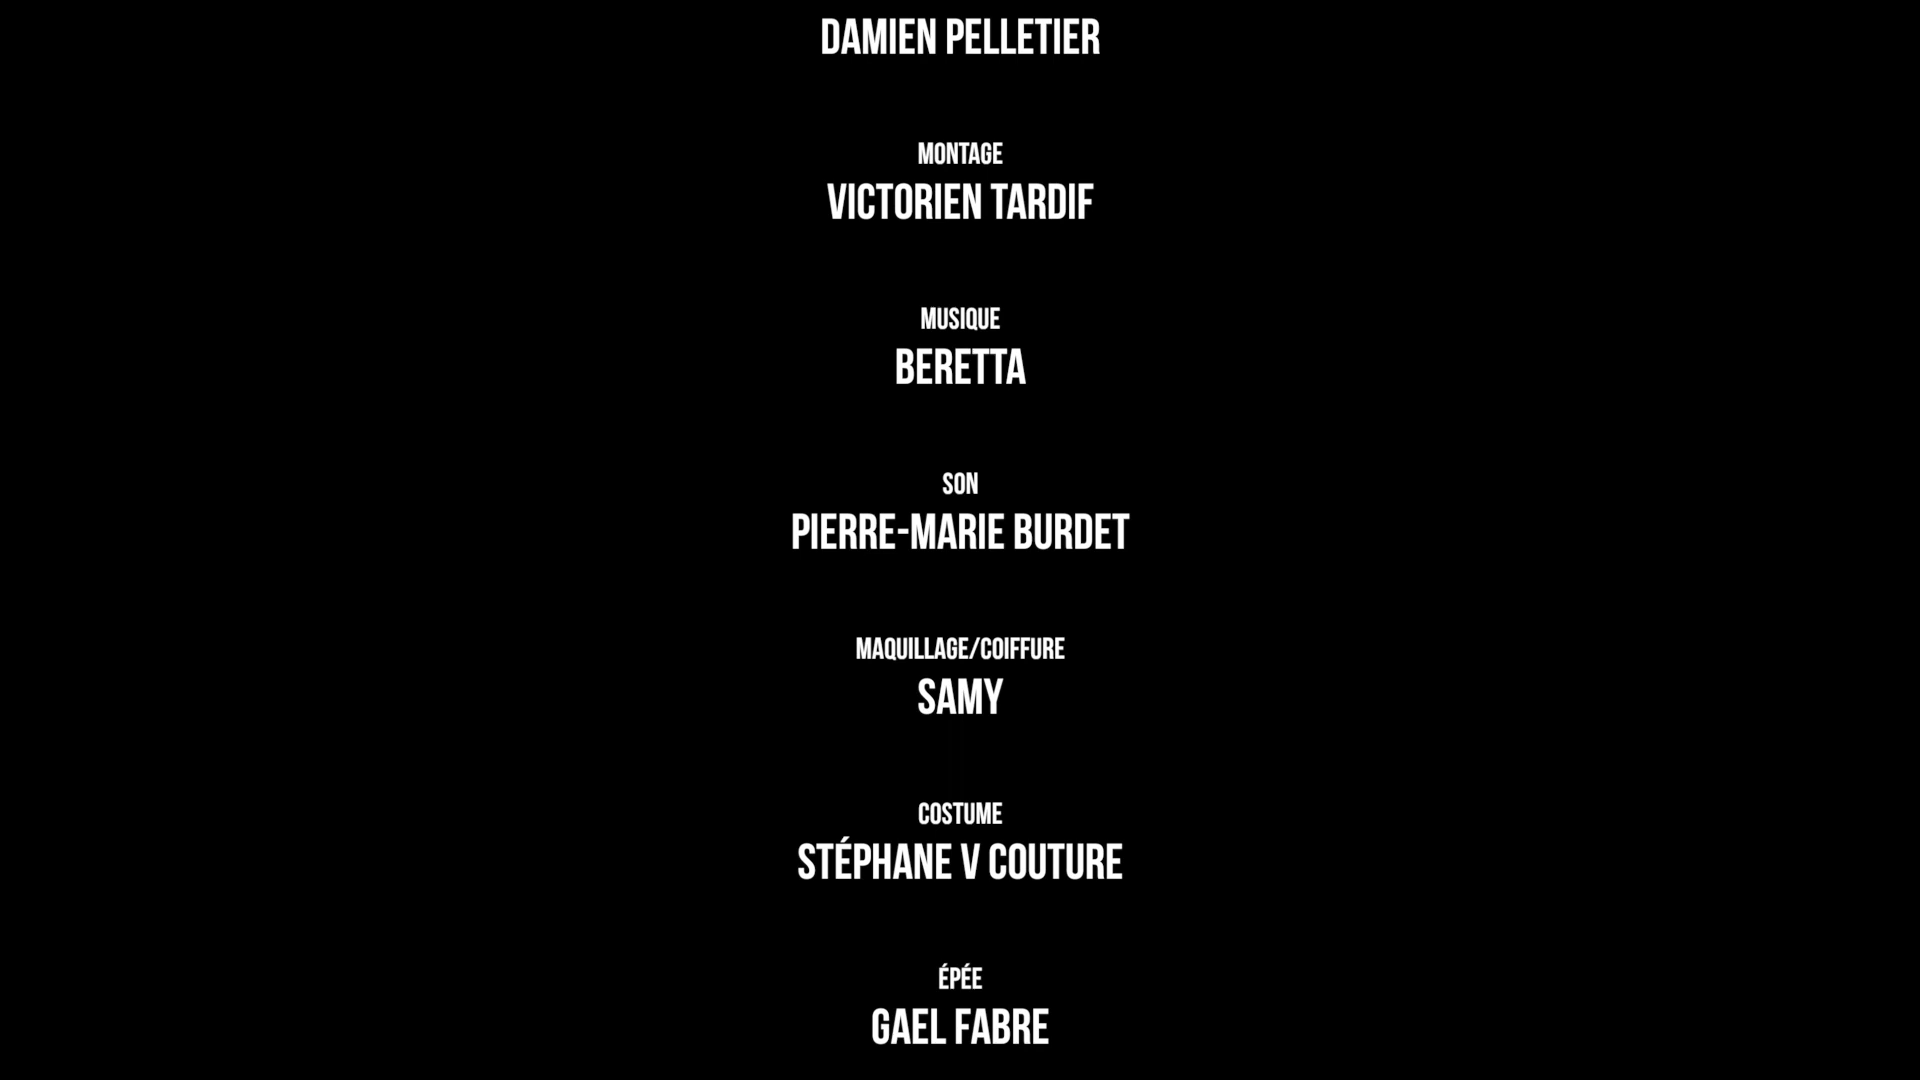 DAMIEN PELLETIER
MONTAGE
VICTORIEN TARDIF
MUSIQUE
BERETTA
SON
PIERRE-MARIE BURDET
MAQUILLAGE/COIFFURE
SAMY
COSTUME
STÉPHANE V COUTURE
ÉPÉE
GAEL FABRE